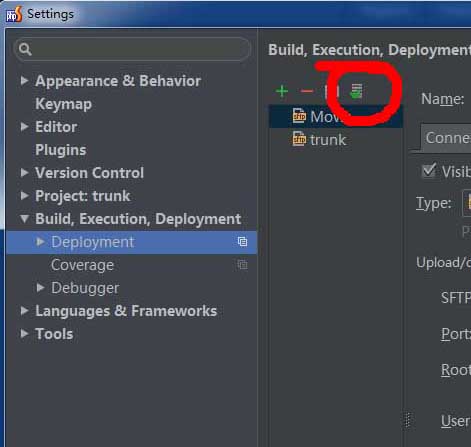 Settings
Build, Execution, Deployment
Appearance & Behavior
Keymap
Editor
Plugins
Version Control
Project: trunk
Build, Execution, Deployment
Deployment
Coverage
Debugger
Languages & Frameworks
Tools
Mov
trunk
Name:
Conne
Visib
Type:
Upload/d
SFTP
Port:
Root
User